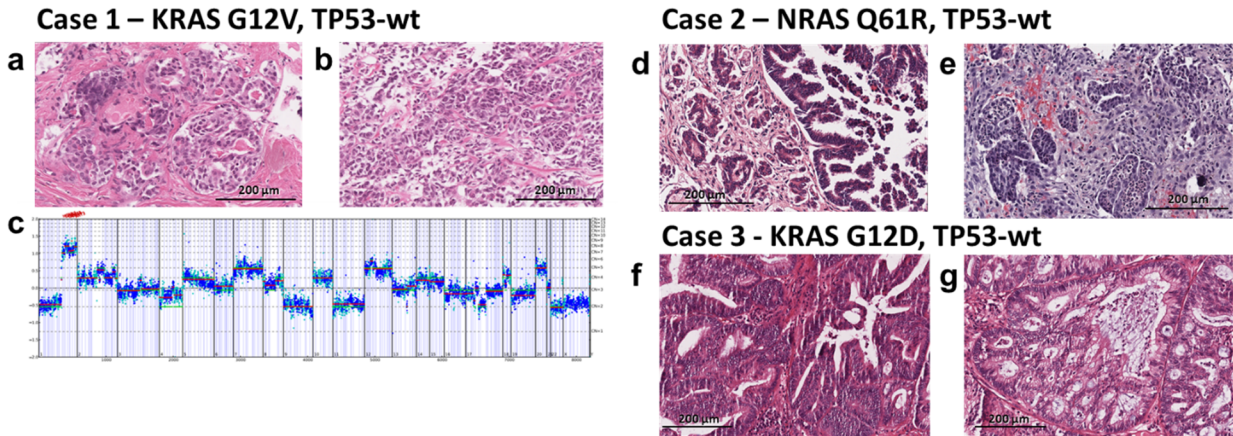 Case 1 – KRAS G12V, TP53-wt
Case 2 – NRAS Q61R, TP53-wt
a
b
d
e
200 µm
200 µm
200 µm
200 µm
c
Case 3 - KRAS G12D, TP53-wt
f
g
200 µm
200 µm